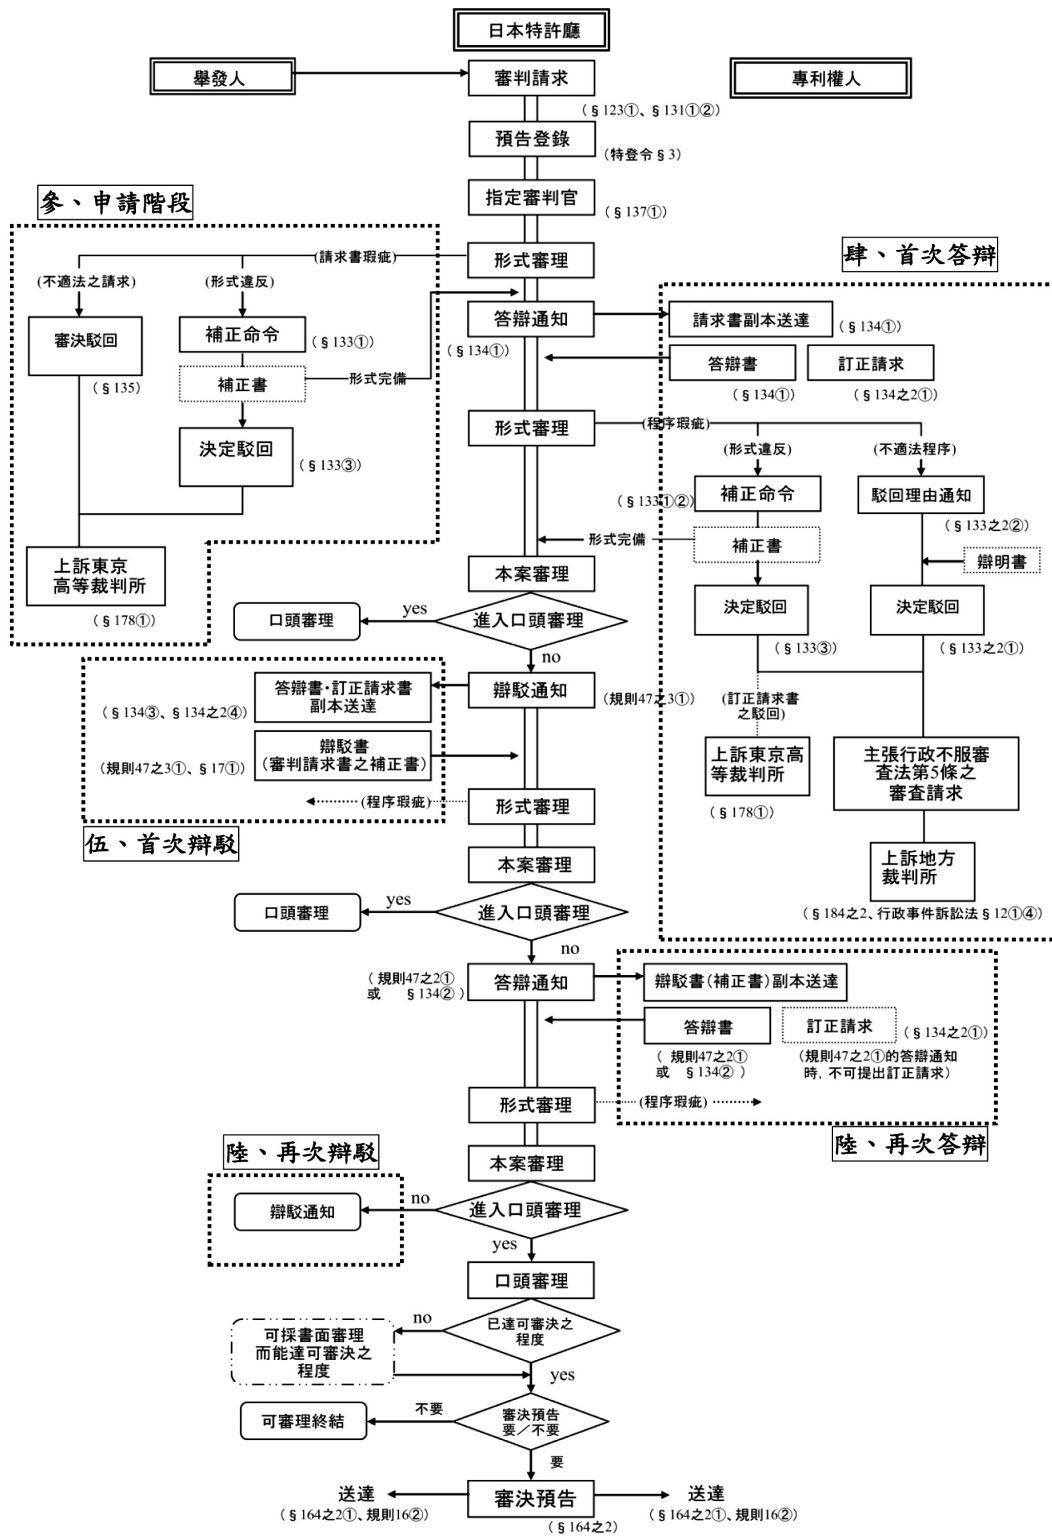 日本特許廳
舉發人
審判請求
專利權人
(§123①、§131①②)
預告登錄
(特登令§3)
指定審判官
(§137①)
參、申請階段
(請求書瑕疵)
形式審理
肆、首次答辯
(不適法之請求)
(形式違反)
審決駁回
(§135)
補正命令
(§133①)
補正書
形式完備
決定駁回
(§133③)
上訴東京
高等裁判所
(§178①)
答辯通知
(§134①)
請求書副本送達
(§134①)
答辯書
(§134①)
訂正請求
(§134之2①)
形式審理
(程序瑕疵)
(形式違反)
(不適法程序)
(§133①②)
補正命令
駁回理由通知
(§133之2②)
形式完備
補正書
辯明書
本案審理
決定駁回
(§133③)
決定駁回
(§133之2①)
進入口頭審理
yes
口頭審理
no
(訂正請求書
之駁回)
上訴東京高
等裁判所
(§178①)
主張行政不服審
查法第5條之
審查請求
上訴地方
裁判所
(§184之2、行政事件訴訟法§12①④)
辯駁通知
(規則47之3①)
答辯書·訂正請求書
副本送達
(§134③、§134之2④)
辯駁書
(審判請求書之補正書)
(規則47之3①、§17①)
(程序瑕疵)
形式審理
伍、首次辯駁
本案審理
進入口頭審理
yes
口頭審理
no
答辯通知
(規則47之2①
或 §134②)
辯駁書(補正書)副本送達
答辯書
(規則47之2①
或 §134②)
訂正請求
(§134之2①)
(規則47之2①的答辯通知
時, 不可提出訂正請求)
形式審理
(程序瑕疵)
陸、再次答辯
陸、再次辯駁
本案審理
進入口頭審理
no
辯駁通知
yes
口頭審理
已達可審決之
程度
no
可採書面審理
而能達可審決之
程度
yes
審決預告
要/不要
不要
可審理終結
要
審決預告
(§164之2)
送達
(§164之2①、規則16②)
送達
(§164之2①、規則16②)